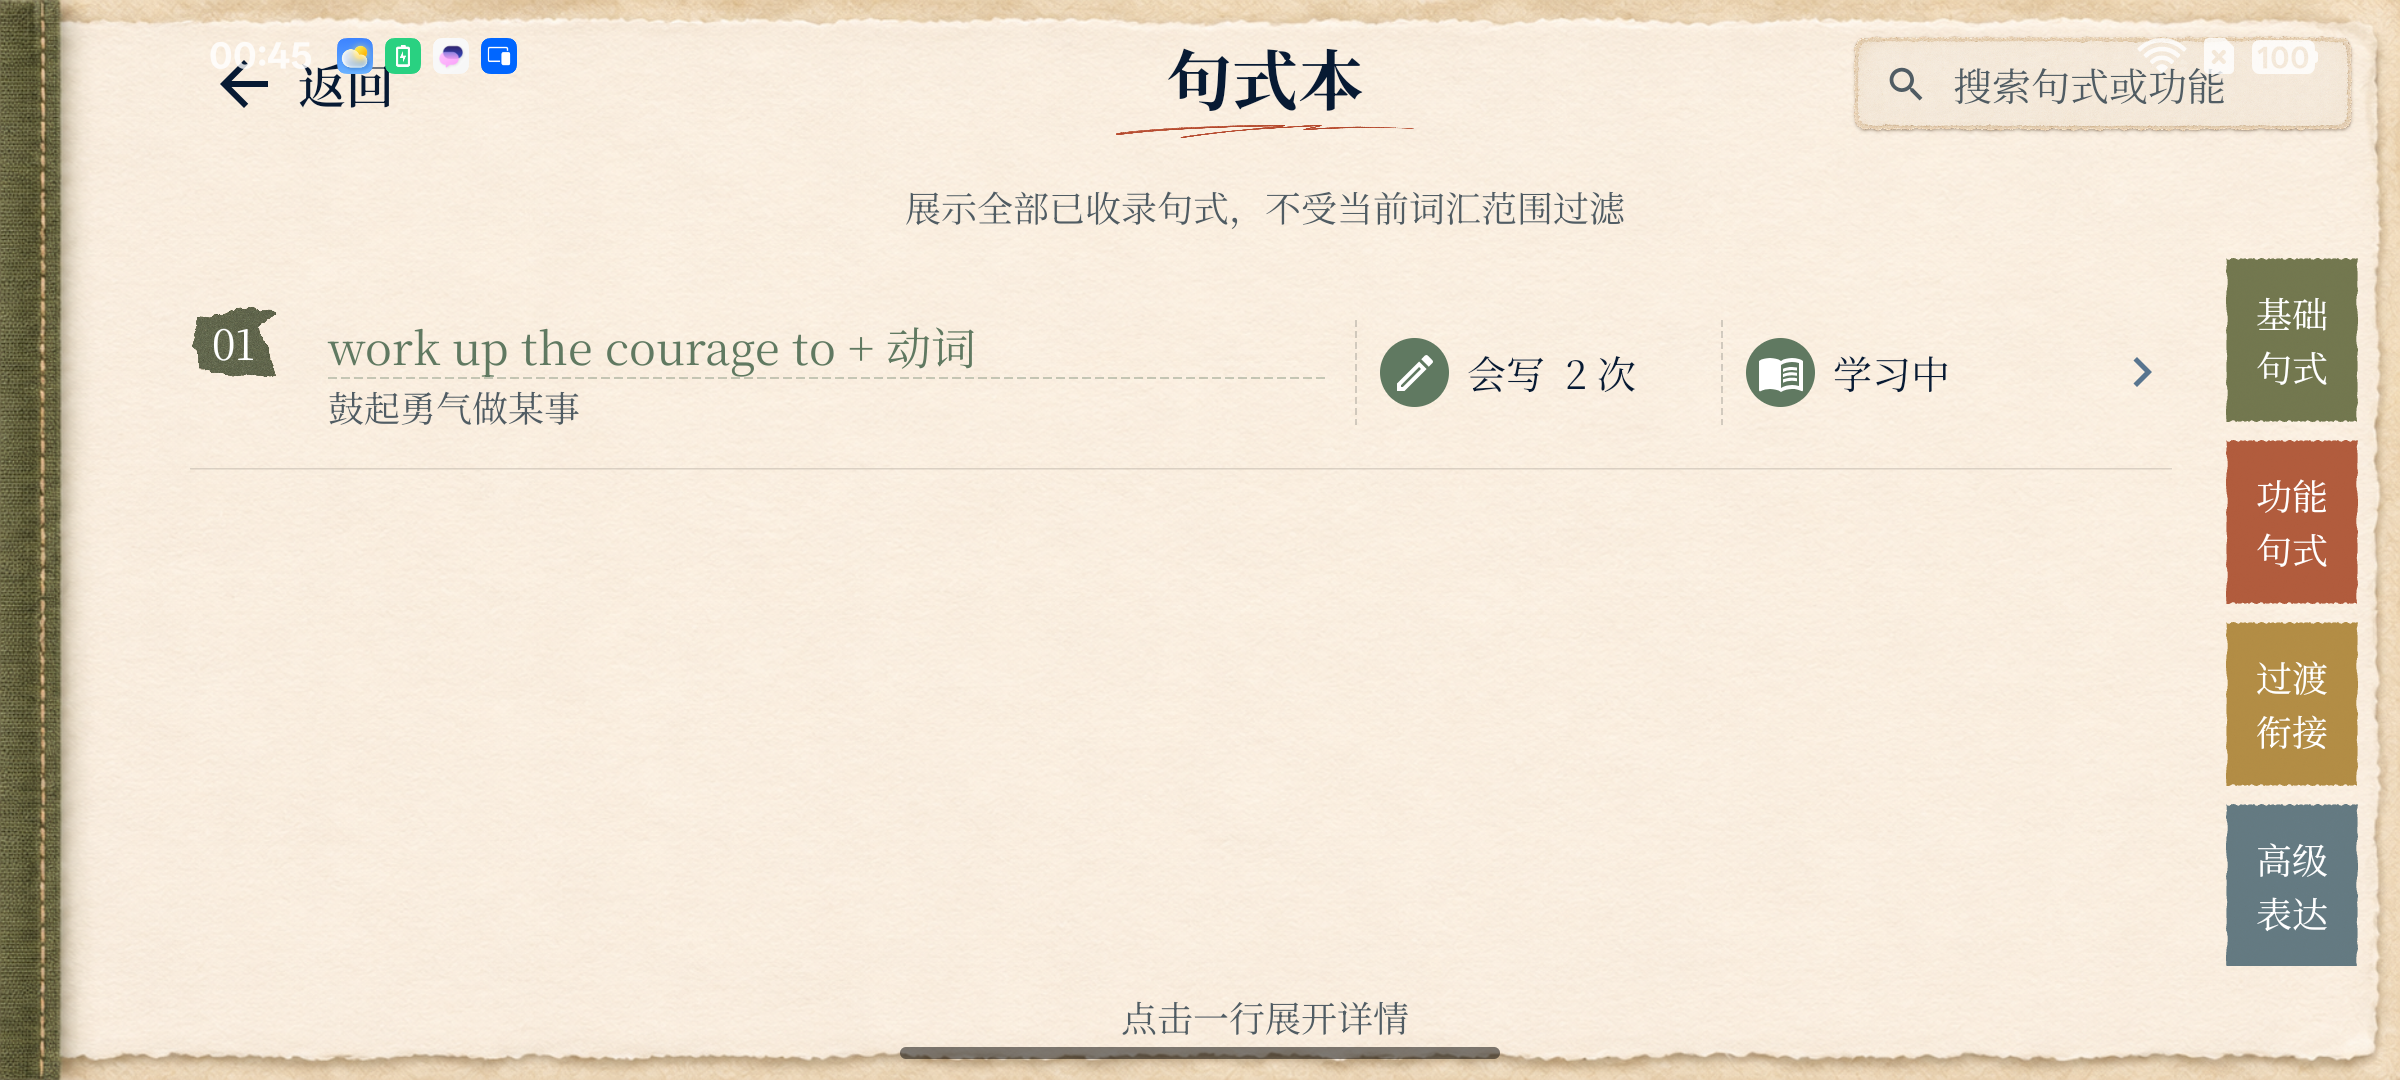 00:45
100
返回
句式本
搜索句式或功能
展示全部已收录句式，不受当前词汇范围过滤
01
work up the courage to + 动词
鼓起勇气做某事
会写 2 次
学习中
基础
句式
功能
句式
过渡
衔接
高级
表达
点击一行展开详情